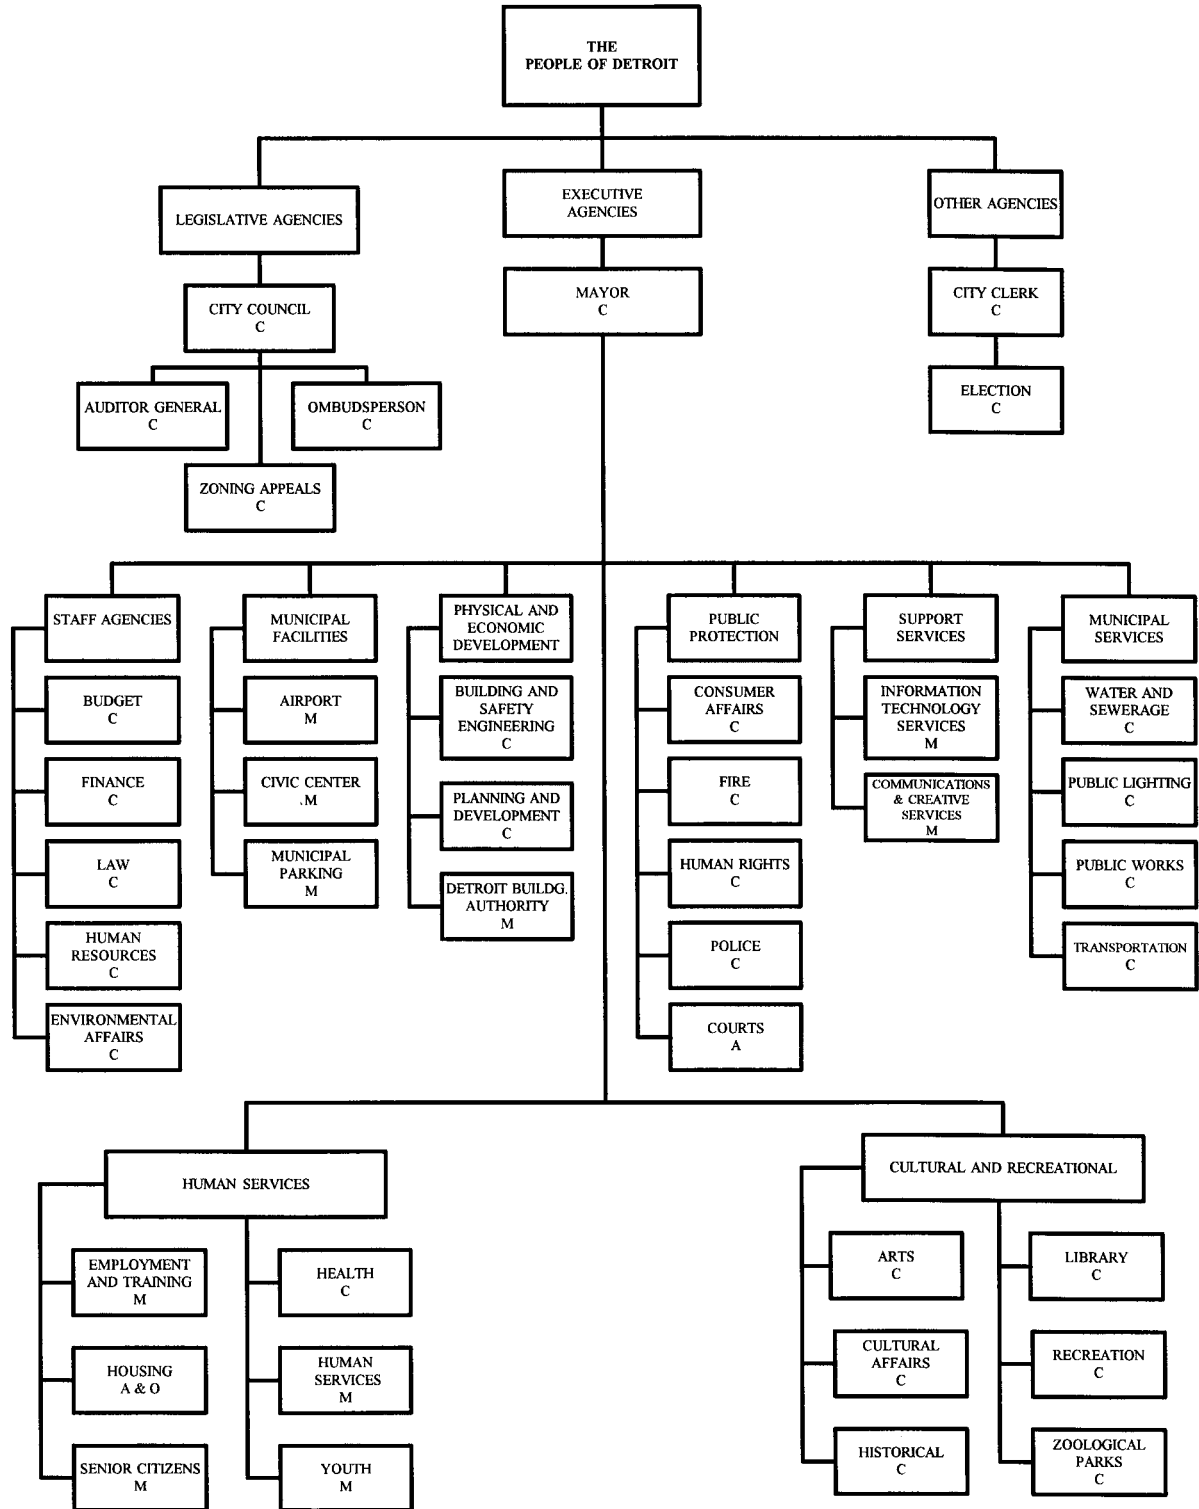 THE
PEOPLE OF DETROIT
LEGISLATIVE AGENCIES
EXECUTIVE
AGENCIES
OTHER AGENCIES
CITY COUNCIL
C
MAYOR
C
CITY CLERK
C
AUDITOR GENERAL
C
OMBUDSPERSON
C
ELECTION
C
ZONING APPEALS
C
STAFF AGENCIES
BUDGET
C
FINANCE
C
LAW
C
HUMAN
RESOURCES
C
ENVIRONMENTAL
AFFAIRS
C
MUNICIPAL
FACILITIES
AIRPORT
M
CIVIC CENTER
M
MUNICIPAL
PARKING
M
PHYSICAL AND
ECONOMIC
DEVELOPMENT
BUILDING AND
SAFETY
ENGINEERING
C
PLANNING AND
DEVELOPMENT
C
DETROIT BUILDG.
AUTHORITY
M
PUBLIC
PROTECTION
CONSUMER
AFFAIRS
C
FIRE
C
HUMAN RIGHTS
C
POLICE
C
COURTS
A
SUPPORT
SERVICES
INFORMATION
TECHNOLOGY
SERVICES
M
COMMUNICATIONS
& CREATIVE
SERVICES
M
MUNICIPAL
SERVICES
WATER AND
SEWERAGE
C
PUBLIC LIGHTING
C
PUBLIC WORKS
C
TRANSPORTATION
C
HUMAN SERVICES
EMPLOYMENT
AND TRAINING
M
HOUSING
A & O
SENIOR CITIZENS
M
HEALTH
C
HUMAN
SERVICES
M
YOUTH
M
CULTURAL AND RECREATIONAL
ARTS
C
CULTURAL
AFFAIRS
C
HISTORICAL
C
LIBRARY
C
RECREATION
C
ZOOLOGICAL
PARKS
C